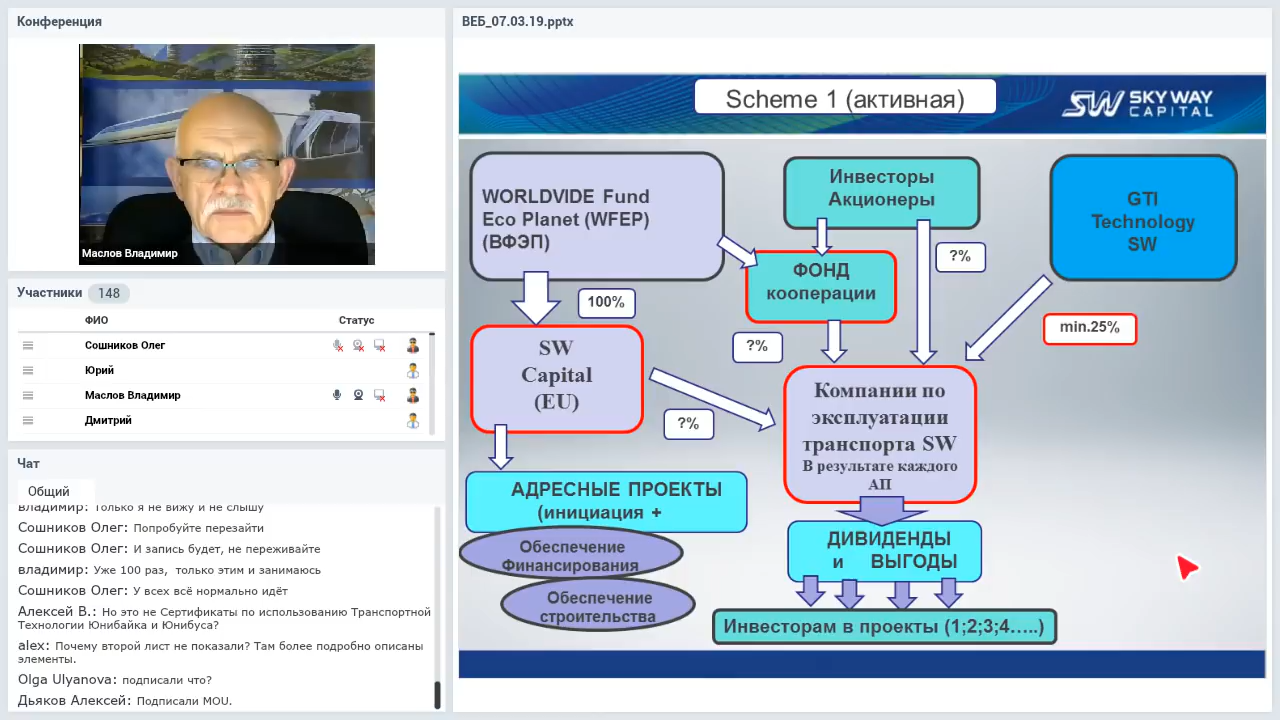 Конференция
Маслов Владимир
Участники 148
ФИО Статус
Сошников Олег
Юрий
Маслов Владимир
Дмитрий
Чат
Общий
владимир: Только я не вижу и не слышу
Сошников Олег: Попробуйте перезайти
Сошников Олег: И запись будет, не переживайте
владимир: Уже 100 раз, только этим и занимаюсь
Сошников Олег: У всех всё нормально идёт
Алексей В.: Но это не Сертификаты по использованию Транспортной
Технологии Юнибайка и Юнибуса?
alex: Почему второй лист не показали? Там более подробно описаны
элементы.
Olga Ulyanova: подписали что?
Дьяков Алексей: Подписали MOU.
ВЕБ_07.03.19.pptx
Scheme 1 (активная)
SW SKY WAY
CAPITAL
WORLDVIDE Fund
Eco Planet (WFEP)
(ВФЭП)
Инвесторы
Акционеры
GTI
Technology
SW
?%
ФОНД
кооперации
100%
min.25%
?%
SW
Capital
(EU)
?%
Компании по
эксплуатации
транспорта SW
В результате каждого
АП
АДРЕСНЫЕ ПРОЕКТЫ
(инициация +
Обеспечение
Финансирования
Обеспечение
строительства
ДИВИДЕНДЫ
и ВЫГОДЫ
Инвесторам в проекты (1;2;3;4…..)